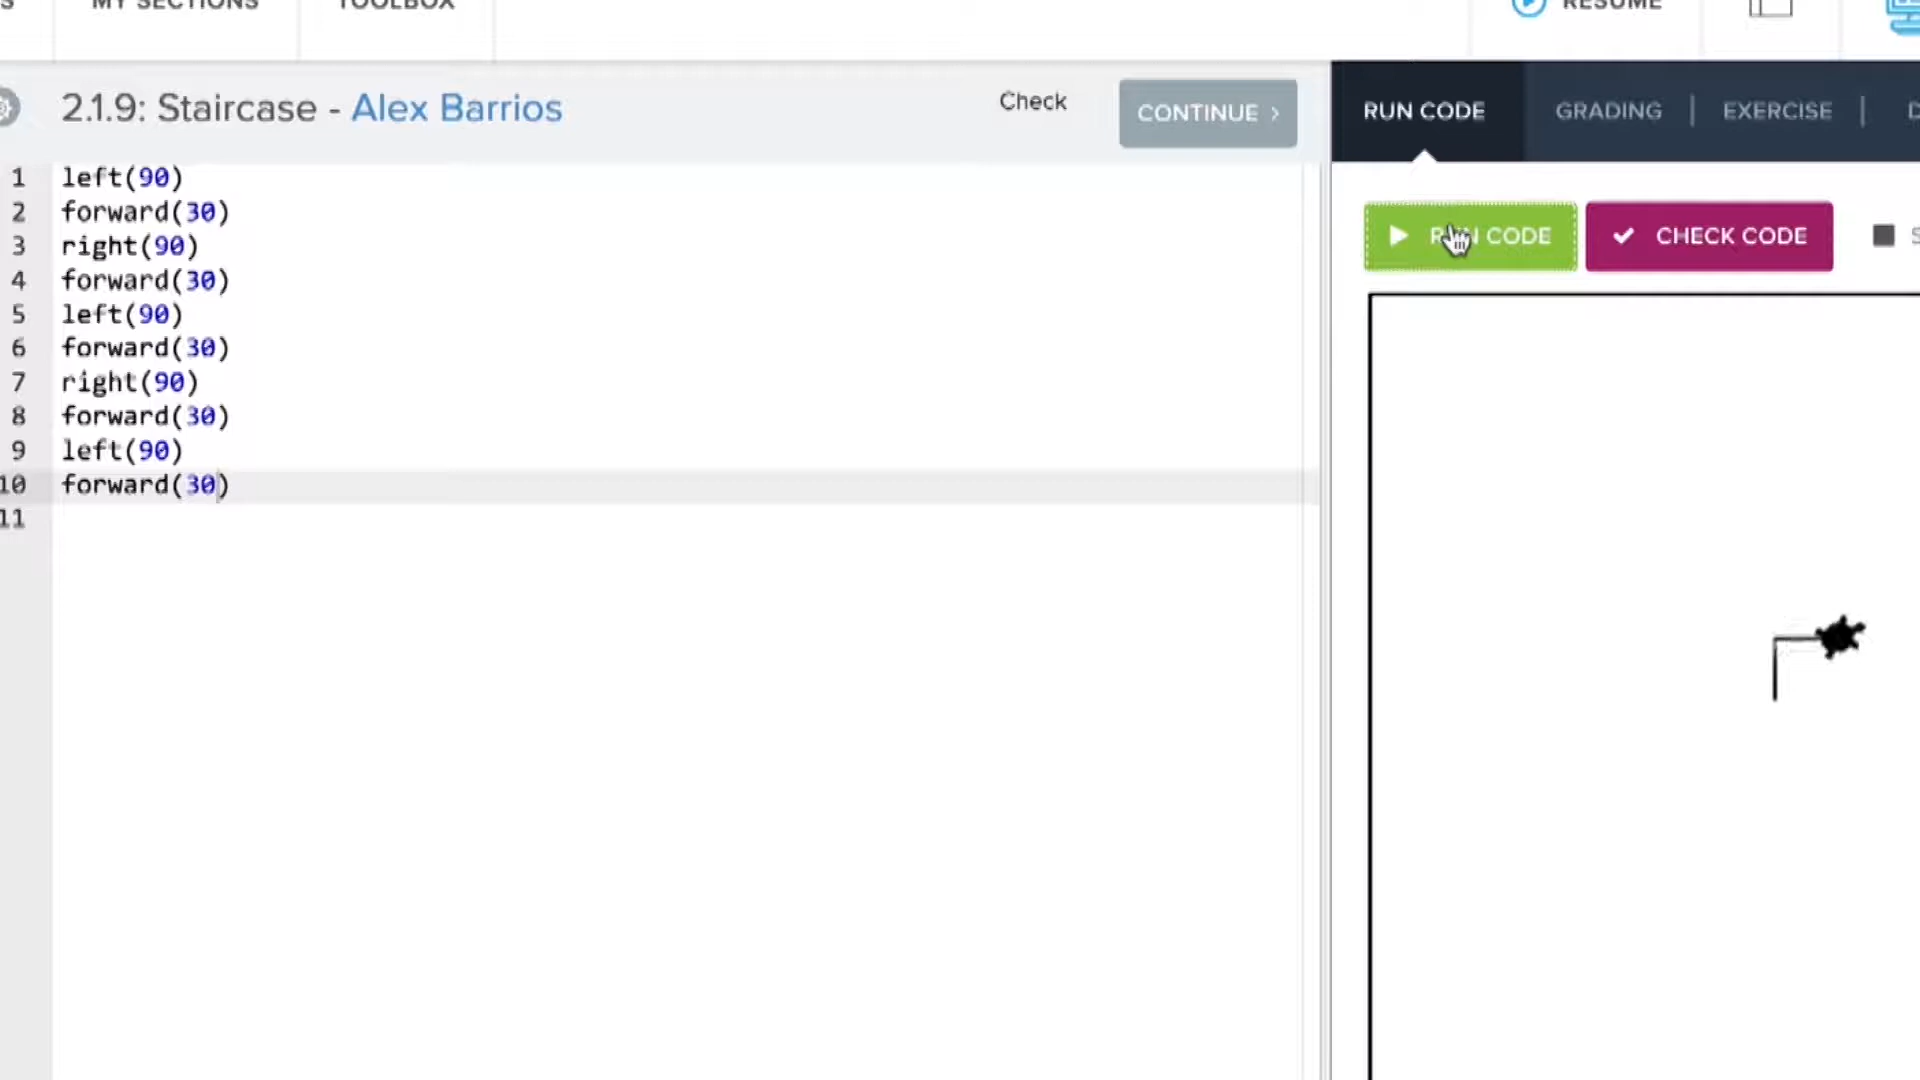 MY SECTIONS
TOOLBOX
RESUME
2.1.9: Staircase - Alex Barrios
Check
CONTINUE >
RUN CODE
GRADING
EXERCISE
RUN CODE
CHECK CODE
1 left(90)
2 forward(30)
3 right(90)
4 forward(30)
5 left(90)
6 forward(30)
7 right(90)
8 forward(30)
9 left(90)
10 forward(30)
11